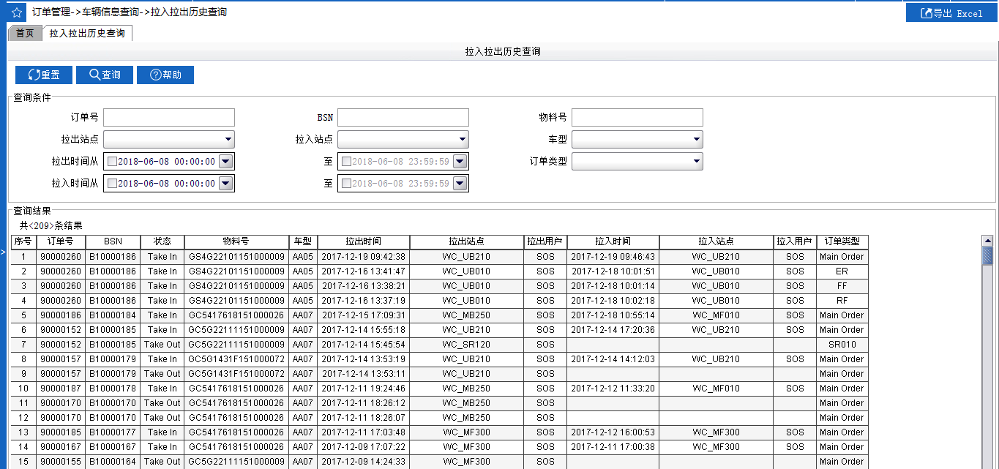 订单管理->车辆信息查询->拉入拉出历史查询
导出 Excel
首页 拉入拉出历史查询
拉入拉出历史查询
重置 查询 帮助
查询条件
订单号 BSN 物料号
拉出站点 拉入站点 车型
拉出时间从 2018-06-08 00:00:00 至 2018-06-08 23:59:59 订单类型
拉入时间从 2018-06-08 00:00:00 至 2018-06-08 23:59:59
查询结果
共<209>条结果
序号 订单号 BSN 状态 物料号 车型 拉出时间 拉出站点 拉出用户 拉入时间 拉入站点 拉入用户 订单类型
1 90000260 B10000186 Take In GS4G22101151000009 AA05 2017-12-19 09:42:38 WC_UB210 SOS 2017-12-19 09:46:43 WC_UB210 SOS Main Order
2 90000260 B10000186 Take In GS4G22101151000009 AA05 2017-12-16 13:41:47 WC_UB010 SOS 2017-12-18 10:01:51 WC_UB010 SOS ER
3 90000260 B10000186 Take In GS4G22101151000009 AA05 2017-12-16 13:38:21 WC_UB010 SOS 2017-12-18 10:01:14 WC_UB010 SOS FF
4 90000260 B10000186 Take In GS4G22101151000009 AA05 2017-12-16 13:37:19 WC_UB010 SOS 2017-12-18 10:02:18 WC_UB010 SOS RF
5 90000186 B10000184 Take In GC5417618151000026 AA07 2017-12-15 17:09:31 WC_MB250 SOS 2017-12-18 10:55:14 WC_MF010 SOS Main Order
6 90000152 B10000185 Take In GC5G22111151000009 AA07 2017-12-14 15:55:18 WC_UB210 SOS 2017-12-14 17:20:36 WC_UB210 SOS Main Order
7 90000152 B10000185 Take Out GC5G22111151000009 AA07 2017-12-14 15:45:54 WC_SR120 SOS SR010
8 90000157 B10000179 Take In GC5G1431F151000072 AA07 2017-12-14 13:53:19 WC_UB210 SOS 2017-12-14 14:12:03 WC_UB210 SOS Main Order
9 90000157 B10000179 Take Out GC5G1431F151000072 AA07 2017-12-14 13:53:11 WC_UB210 SOS Main Order
10 90000187 B10000178 Take In GC5417618151000026 AA07 2017-12-11 19:24:46 WC_MB250 SOS 2017-12-12 11:33:20 WC_MF010 SOS Main Order
11 90000170 B10000170 Take Out GC5417618151000026 AA07 2017-12-11 18:26:12 WC_MB250 SOS Main Order
12 90000170 B10000170 Take Out GC5417618151000026 AA07 2017-12-11 18:26:07 WC_MB250 SOS Main Order
13 90000185 B10000177 Take In GC5417618151000026 AA07 2017-12-11 17:03:48 WC_MF300 SOS 2017-12-12 16:00:53 WC_MF300 SOS Main Order
14 90000167 B10000167 Take In GC5417618151000026 AA07 2017-12-09 17:07:22 WC_MF300 SOS 2017-12-11 17:00:38 WC_MF300 SOS Main Order
15 90000155 B10000164 Take Out GC5G22111151000009 AA07 2017-12-09 14:24:33 WC_MF300 SOS Main Order